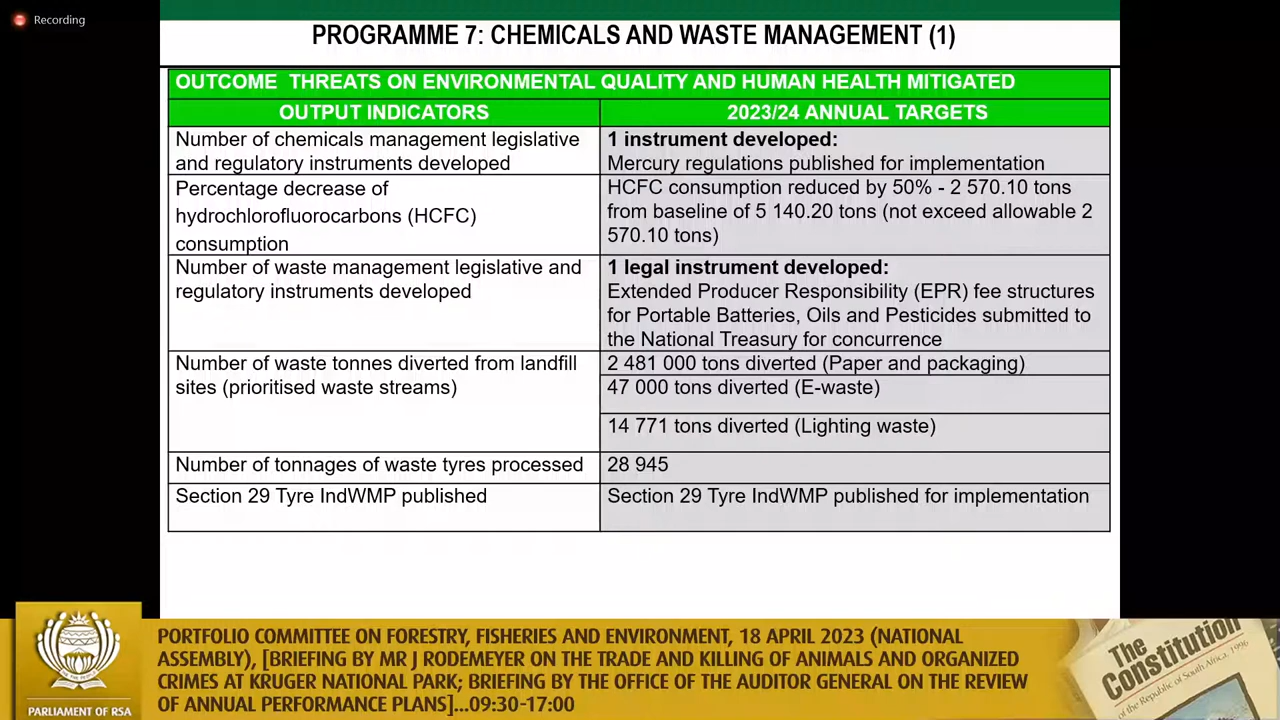 Recording
PROGRAMME 7: CHEMICALS AND WASTE MANAGEMENT (1)
OUTCOME THREATS ON ENVIRONMENTAL QUALITY AND HUMAN HEALTH MITIGATED
OUTPUT INDICATORS
2023/24 ANNUAL TARGETS
Number of chemicals management legislative
and regulatory instruments developed
1 instrument developed:
Mercury regulations published for implementation
Percentage decrease of
hydrochlorofluorocarbons (HCFC)
consumption
HCFC consumption reduced by 50% - 2 570.10 tons
from baseline of 5 140.20 tons (not exceed allowable 2
570.10 tons)
Number of waste management legislative and
regulatory instruments developed
1 legal instrument developed:
Extended Producer Responsibility (EPR) fee structures
for Portable Batteries, Oils and Pesticides submitted to
the National Treasury for concurrence
Number of waste tonnes diverted from landfill
sites (prioritised waste streams)
2 481 000 tons diverted (Paper and packaging)
47 000 tons diverted (E-waste)
14 771 tons diverted (Lighting waste)
Number of tonnages of waste tyres processed
28 945
Section 29 Tyre IndWMP published
Section 29 Tyre IndWMP published for implementation
PORTFOLIO COMMITTEE ON FORESTRY, FISHERIES AND ENVIRONMENT, 18 APRIL 2023 (NATIONAL
ASSEMBLY), [BRIEFING BY MR J RODEMEYER ON THE TRADE AND KILLING OF ANIMALS AND ORGANIZED
CRIMES AT KRUGER NATIONAL PARK; BRIEFING BY THE OFFICE OF THE AUDITOR GENERAL ON THE REVIEW
OF ANNUAL PERFORMANCE PLANS]...09:30-17:00
PARLIAMENT OF RSA
The
Constitution
of the Republic of South Africa, 1996